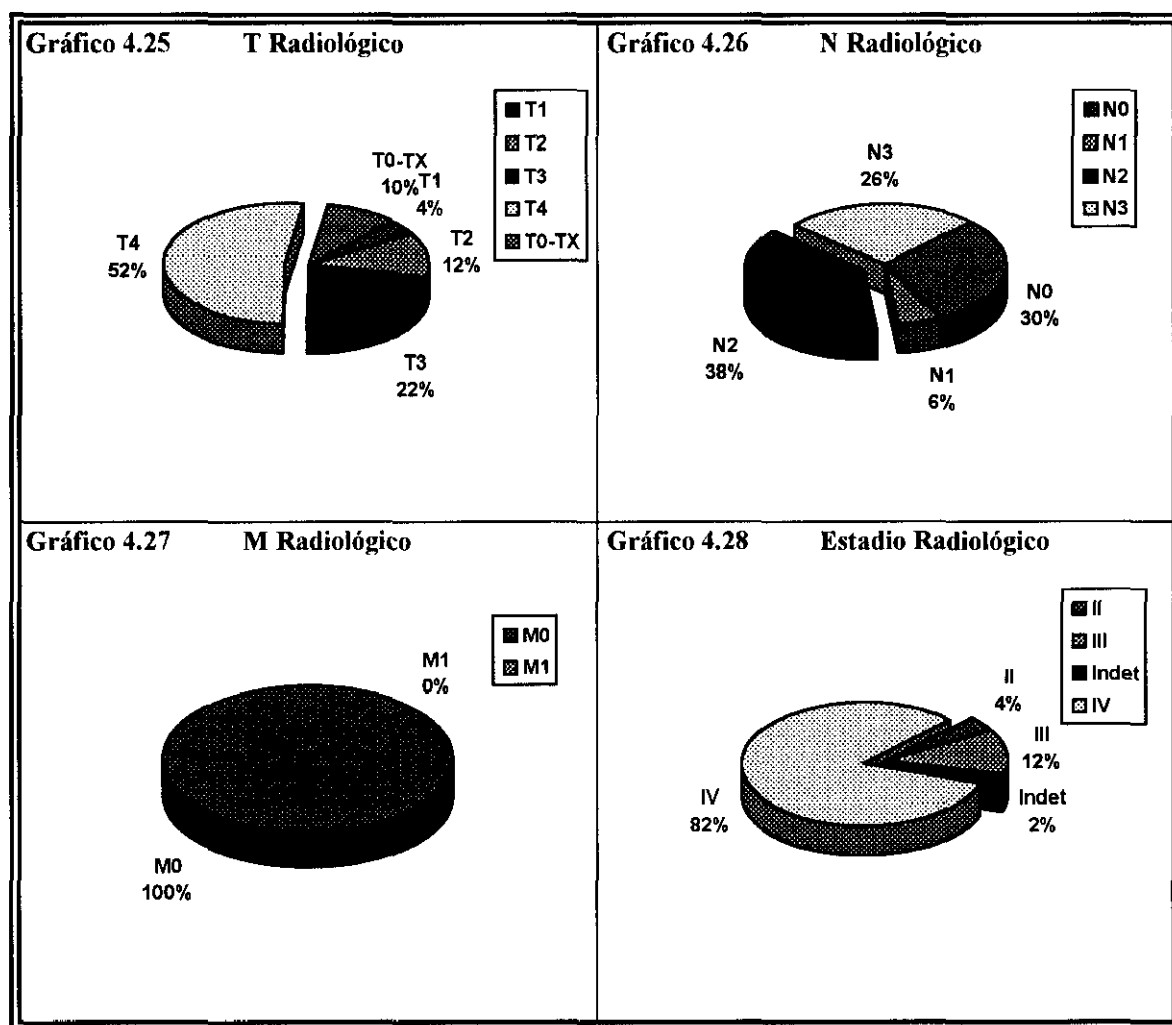 Gráfico 4.25 T Radiológico
T1
T2
T3
T4
T0-TX
T0-TX
10%
T1
4%
T2
12%
T4
52%
T3
22%
Gráfico 4.26 N Radiológico
N0
N1
N2
N3
N3
26%
N0
30%
N2
38%
N1
6%
Gráfico 4.27 M Radiológico
M0
M1
M1
0%
M0
100%
Gráfico 4.28 Estadio Radiológico
II
III
Indet
IV
II
4%
III
12%
IV
82%
Indet
2%